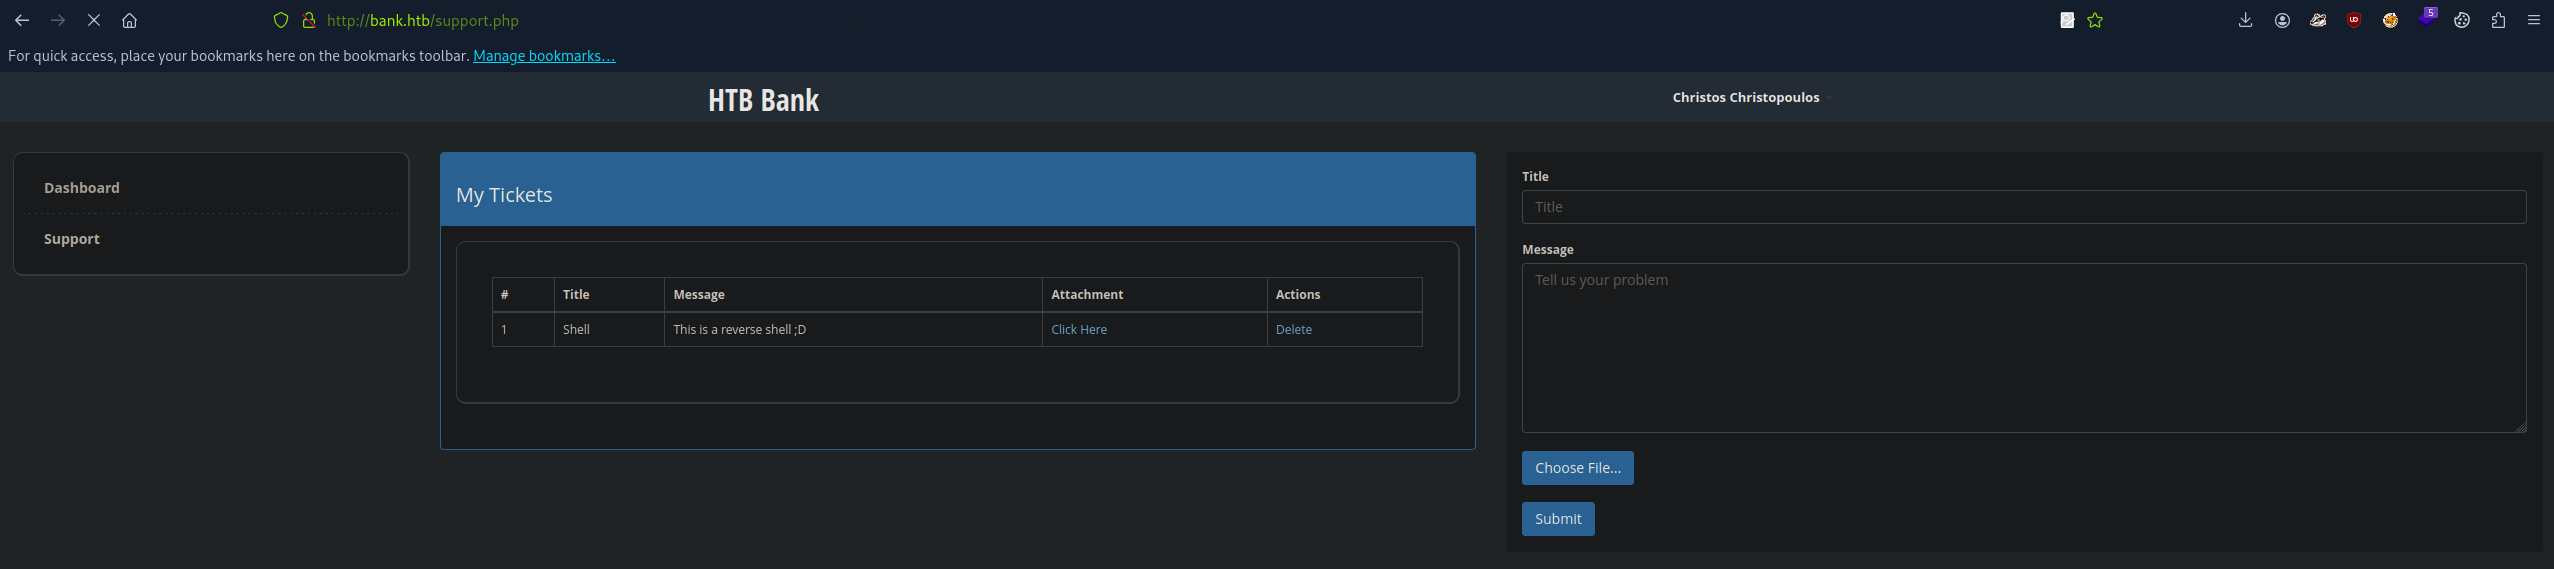 http://bank.htb/support.php
5
For quick access, place your bookmarks here on the bookmarks toolbar. Manage bookmarks...
HTB Bank
Christos Christopoulos
Dashboard
Support
My Tickets
# Title Message Attachment Actions
1 Shell This is a reverse shell ;D Click Here Delete
Title
Title
Message
Tell us your problem
Choose File...
Submit